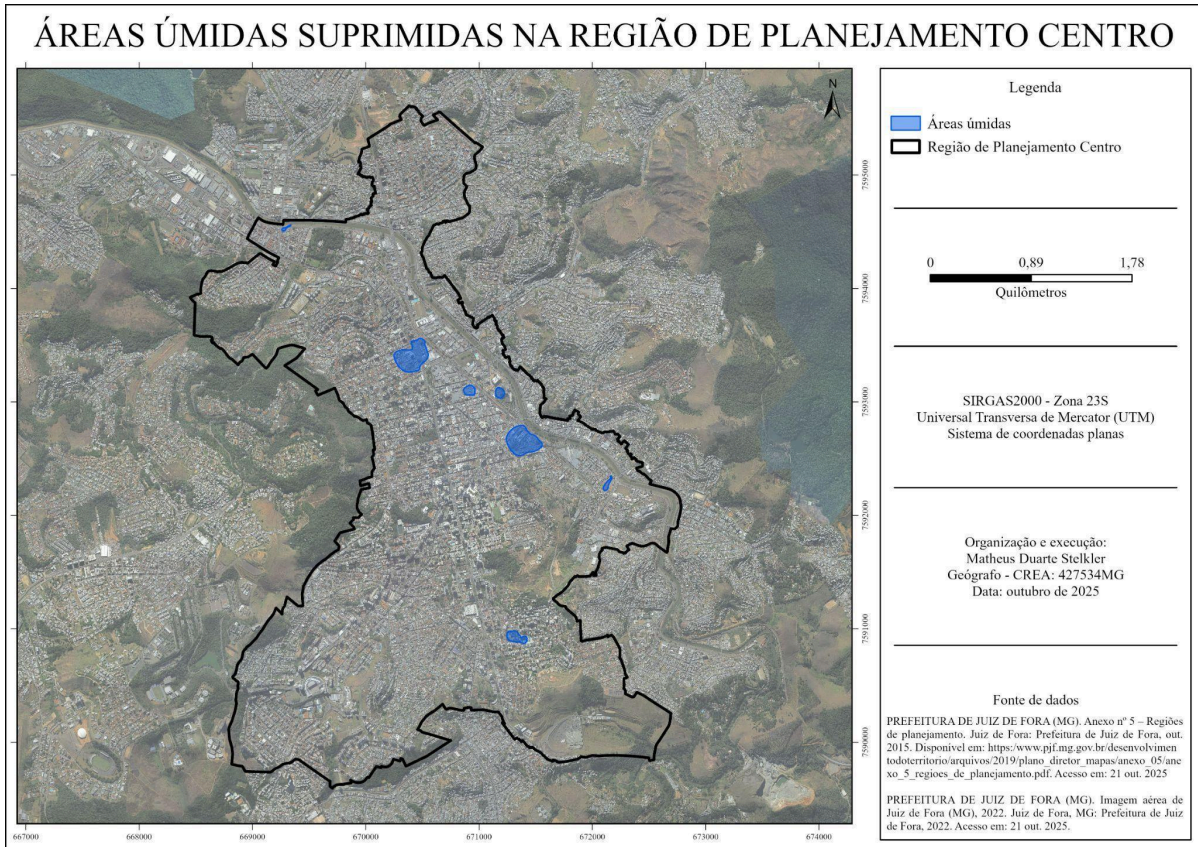 ÁREAS ÚMIDAS SUPRIMIDAS NA REGIÃO DE PLANEJAMENTO CENTRO
N
7595000
7594000
7593000
7592000
7591000
7590000
667000
668000
669000
670000
671000
672000
673000
674000
Legenda
Áreas úmidas
Região de Planejamento Centro
0 0,89 1,78
Quilômetros
SIRGAS2000 - Zona 23S
Universal Transversa de Mercator (UTM)
Sistema de coordenadas planas
Organização e execução:
Matheus Duarte Stelkler
Geógrafo - CREA: 427534MG
Data: outubro de 2025
Fonte de dados
PREFEITURA DE JUIZ DE FORA (MG). Anexo nº 5 – Regiões
de planejamento. Juiz de Fora: Prefeitura de Juiz de Fora, out.
2015. Disponível em: https:/www.pjf.mg.gov.br/desenvolvimen
todoterritorio/arquivos/2019/plano_diretor_mapas/anexo_05/ane
xo_5_regioes_de_planejamento.pdf. Acesso em: 21 out. 2025
PREFEITURA DE JUIZ DE FORA (MG). Imagem aérea de
Juiz de Fora (MG), 2022. Juiz de Fora, MG: Prefeitura de Juiz
de Fora, 2022. Acesso em: 21 out. 2025.